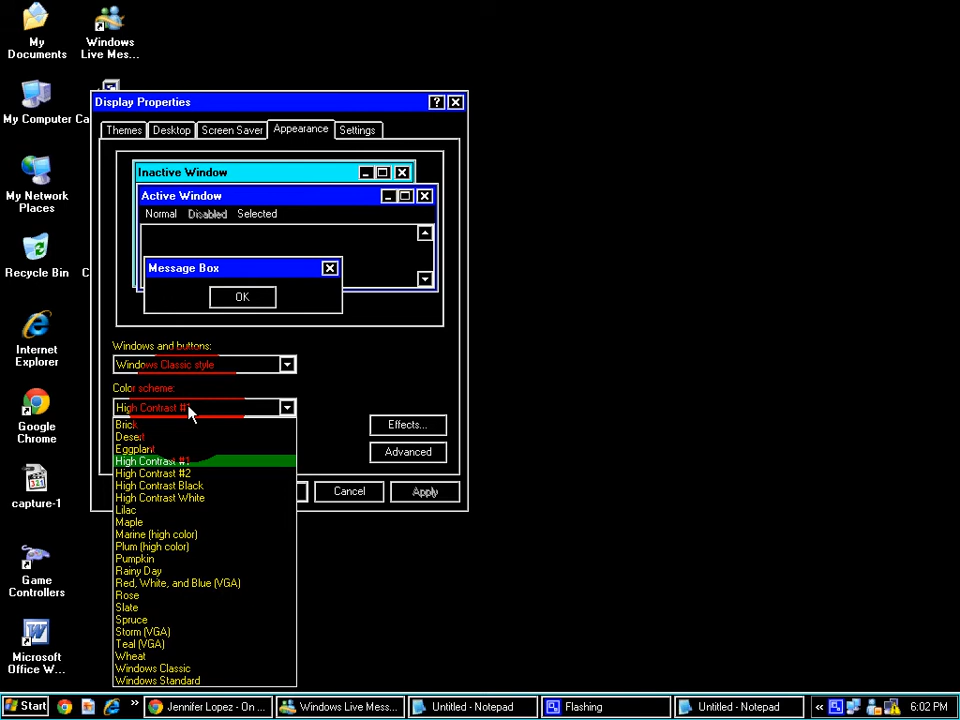 My Documents
Windows Live Mes...
My Computer
Ca
My Network Places
Recycle Bin
C
Internet Explorer
Google Chrome
capture-1
Game Controllers
Microsoft Office W...
Display Properties
Themes
Desktop
Screen Saver
Appearance
Settings
Inactive Window
Active Window
Normal
Disabled
Selected
Message Box
OK
Windows and buttons:
Windows Classic style
Color scheme:
High Contrast #1
Brick
Desert
Eggplant
High Contrast #1
High Contrast #2
High Contrast Black
High Contrast White
Lilac
Maple
Marine (high color)
Plum (high color)
Pumpkin
Rainy Day
Red, White, and Blue (VGA)
Rose
Slate
Spruce
Storm (VGA)
Teal (VGA)
Wheat
Windows Classic
Windows Standard
Effects...
Advanced
Cancel
Apply
Start
»
Jennifer Lopez - On ...
Windows Live Mess...
Untitled - Notepad
Flashing
Untitled - Notepad
«
6:02 PM